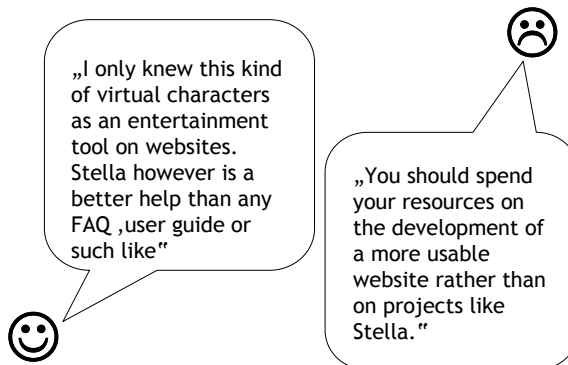 „I only knew this kind
of virtual characters
as an entertainment
tool on websites.
Stella however is a
better help than any
FAQ ,user guide or
such like‟
„You should spend
your resources on
the development of
a more usable
website rather than
on projects like
Stella.‟